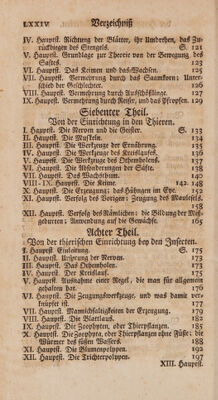 LXXIV. Verzeichniß
IV. Hauptst. Richtung der Blätter, ihr Umdrehen, das Zu-
rückbiegen des Stengels. S. 121
V. Hauptst. Grundlage zur Theorie von der Bewegung des
Saftes. 123
VI. Hauptst. Das Keimen und das Wachsen. 125
VII. Hauptst. Vermehrung durch das Saamkorn; Unter-
schied der Geschlechter. 126
VIII. Hauptst. Vermehrung durch Ausschößlinge. 127
IX. Hauptst. Vermehrung durch Reiser, und das Pfropfen. 129
Siebenter Theil.
Von der Einrichtung in den Thieren.
I. Hauptst. Die Nerven und die Geister. S. 133
II. Hauptst. Die Muskeln. 134
III. Hauptst. Die Werkzeuge der Ernährung. 135
IV. Hauptst. Die Werkzeuge des Kreislaufs.
V. Hauptst. Die Werkzeuge des Othemholens.
VI. Hauptst. Die Absönderungen der Säfte. 138
VII. Hauptst. Das Wachsthum. 140
VIII - IX. Hauptst. Die Keime. 142. 148
X. Hauptst. Die Erzeugung; das Hühngen im Eye. 152
XI. Hauptst. Verfolg des Vorigen; Zeugung des Maulesels.
158
XII. Hauptst. Verfolg des Nämlichen; die Bildung der Miß-
geburten; Anwendung auf die Gewächse. 165
Achter Theil.
Von der thierischen Einrichtung bey den Insecten.
I. Hauptst. Einleitung. S. 175
II. Hauptst. Ursprung der Nerven. 175
III. Hauptst. Das Othemholen. 175
IV. Hauptst. Der Kreislauf. 175
V. Hauptst. Ausnahme einer Regel, die man für allgemein
gehalten. 176
VI. Hauptst. Die Zeugungswerkzeuge, und was damit ver-
knüpfet ist. 177
VII. Hauptst. Mannichfaltigkeiten der Erzeugung. 179
VIII. Hauptst. Die Blattlaus. 182
IX. Hauptst. Die Zoophyten, oder Thierpflanzen. 185
X. Hauptst. Die Zoophyten, oder Thierpflanzen ohne Füße; die
Würmer des süßen Wassers. 185
XI. Hauptst. Die Blumenpolypen. 192
XII. Hauptst. Die Trichterpolypen. 197
XIII. Hauptst.